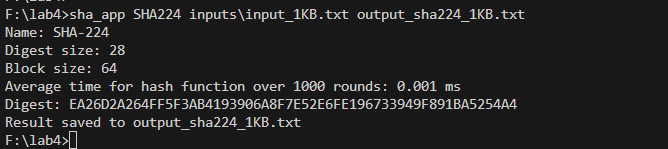 F:\lab4>sha_app SHA224 inputs\input_1KB.txt output_sha224_1KB.txt
Name: SHA-224
Digest size: 28
Block size: 64
Average time for hash function over 1000 rounds: 0.001 ms
Digest: EA26D2A264FF5F3AB4193906A8F7E52E6FE196733949F891BA5254A4
Result saved to output_sha224_1KB.txt
F:\lab4>